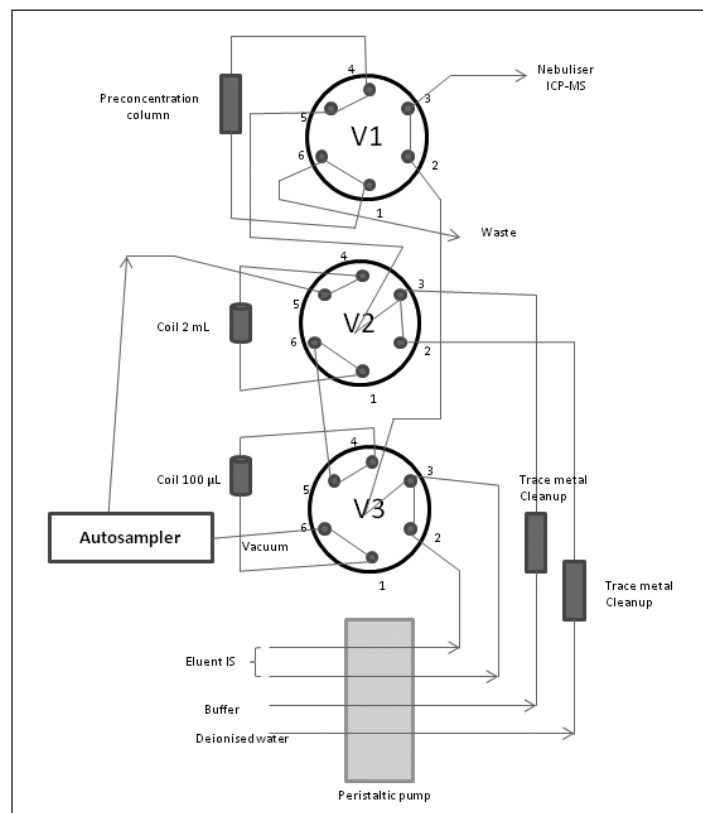 4
Nebuliser
ICP-MS
3
Preconcentration
column
5
V1
6
2
1
Waste
4
3
5
V2
Coil 2 mL
6
2
1
4
3
Coil 100 µL
5
V3
Trace metal
Cleanup
6
Autosampler
Vacuum
2
1
Trace metal
Cleanup
Eluent IS
Buffer
Deionised water
Peristaltic pump